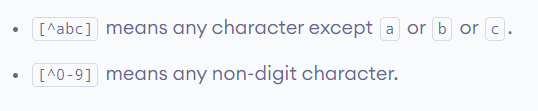 [^abc] means any character except a or b or c.
[^0-9] means any non-digit character.